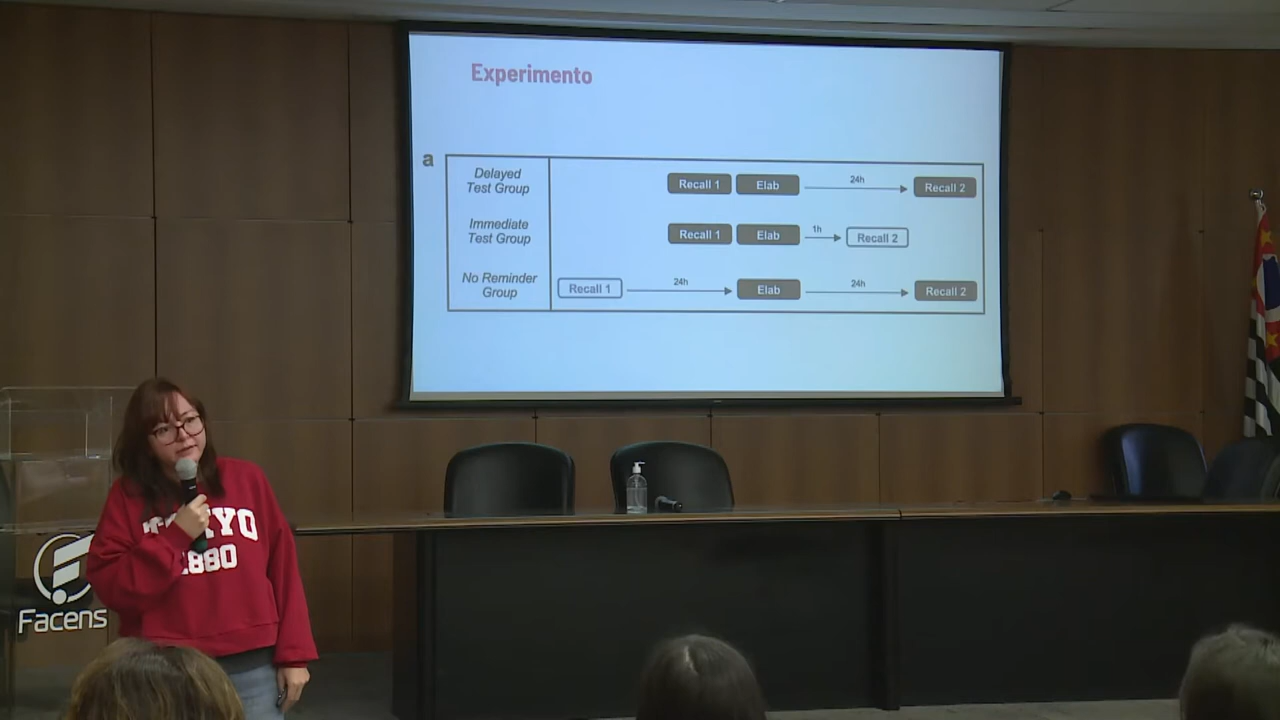 Experimento
a
Delayed
Test Group
Recall 1
Elab
24h
Recall 2
Immediate
Test Group
Recall 1
Elab
1h
Recall 2
No Reminder
Group
Recall 1
24h
Elab
24h
Recall 2
TOKYO
1880
Facens